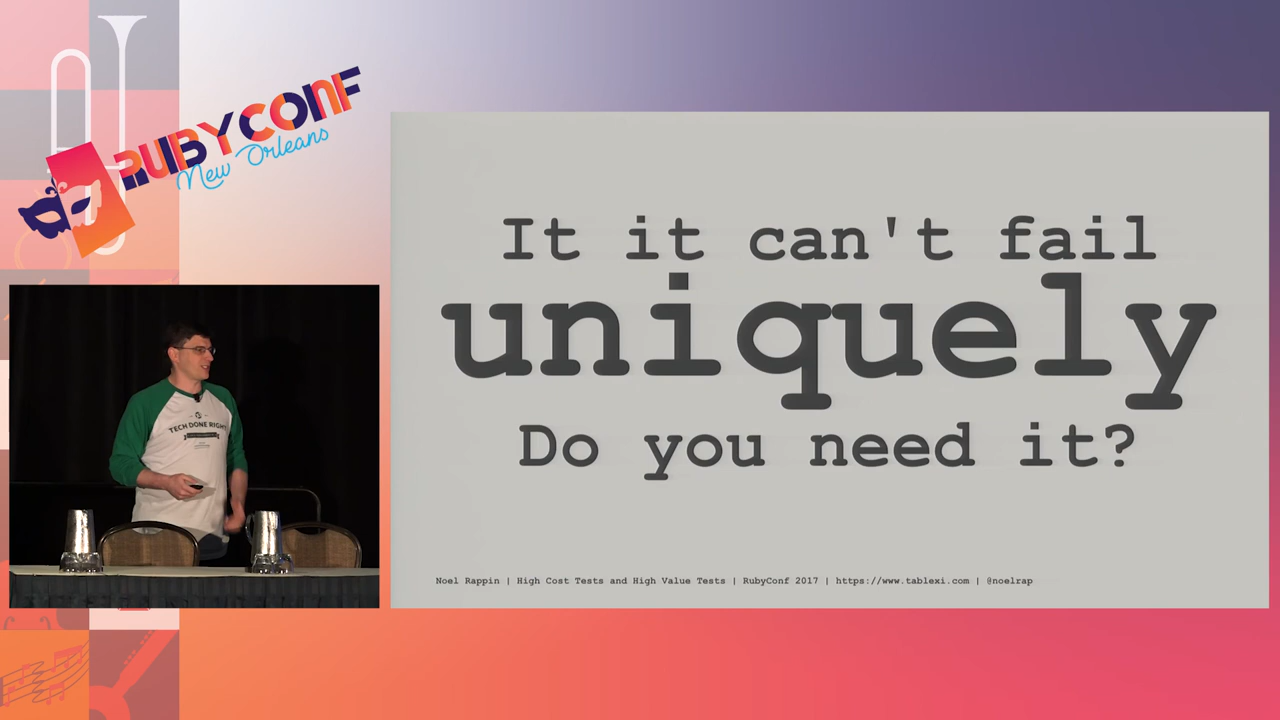 RUBYCONF
New Orleans
It it can't fail
uniquely
Do you need it?
TECH DONE RIGHT
Noel Rappin | High Cost Tests and High Value Tests | RubyConf 2017 | https://www.tablexi.com | @noelrap